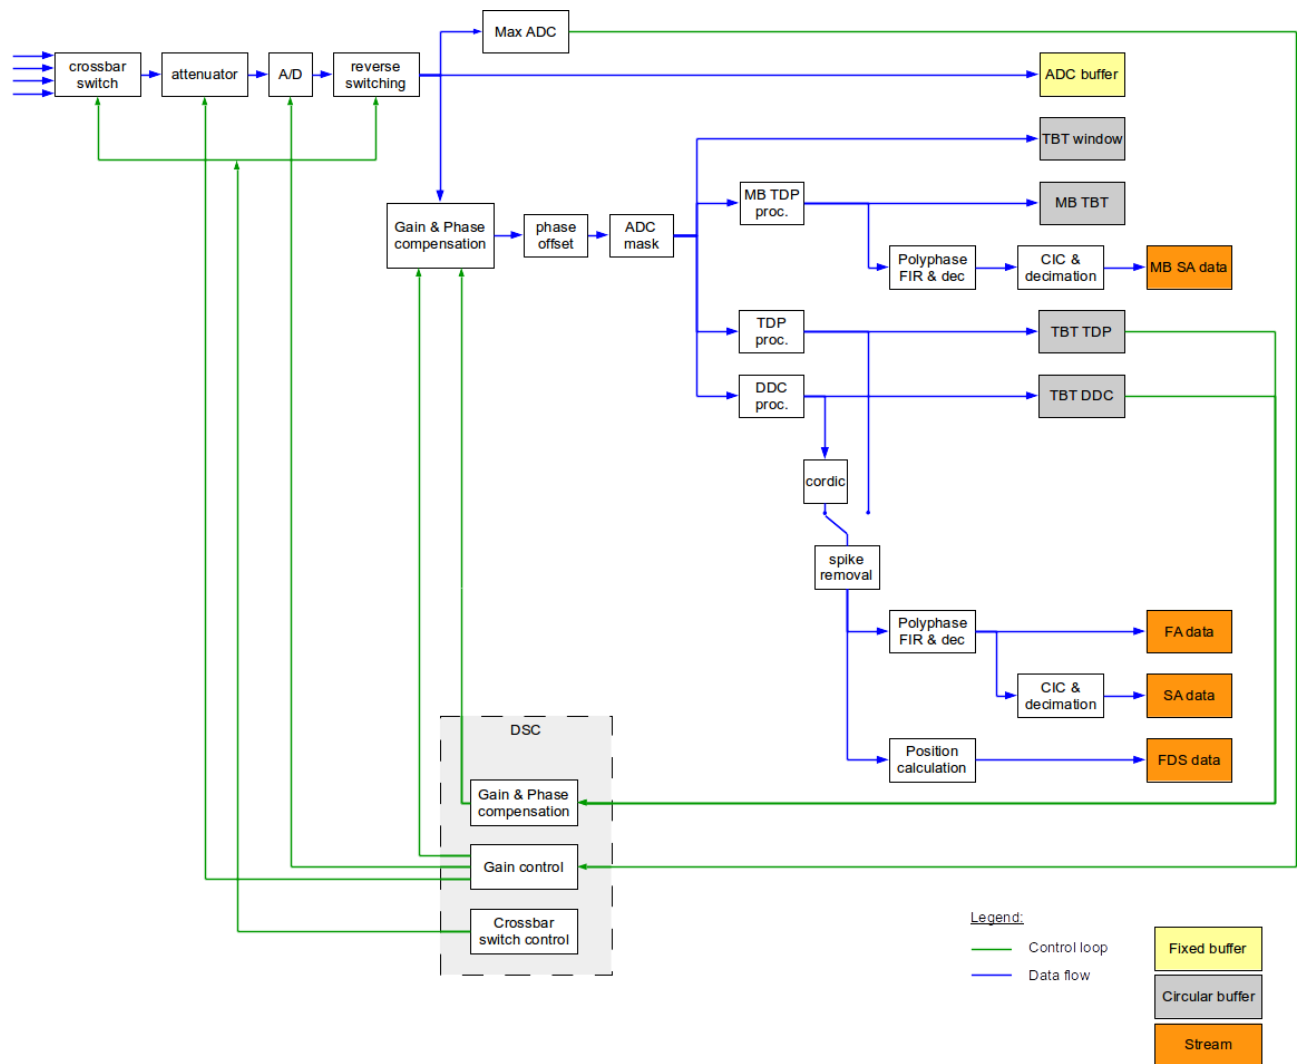 Max ADC
crossbar
switch
attenuator
A/D
reverse
switching
ADC buffer
TBT window
MB TDP
proc.
MB TBT
Gain & Phase
compensation
phase
offset
ADC
mask
Polyphase
FIR & dec
CIC &
decimation
MB SA data
TDP
proc.
TBT TDP
DDC
proc.
TBT DDC
cordic
spike
removal
Polyphase
FIR & dec
FA data
CIC &
decimation
SA data
DSC
Position
calculation
FDS data
Gain & Phase
compensation
Gain control
Crossbar
switch control
Legend:
Control loop
Data flow
Fixed buffer
Circular buffer
Stream